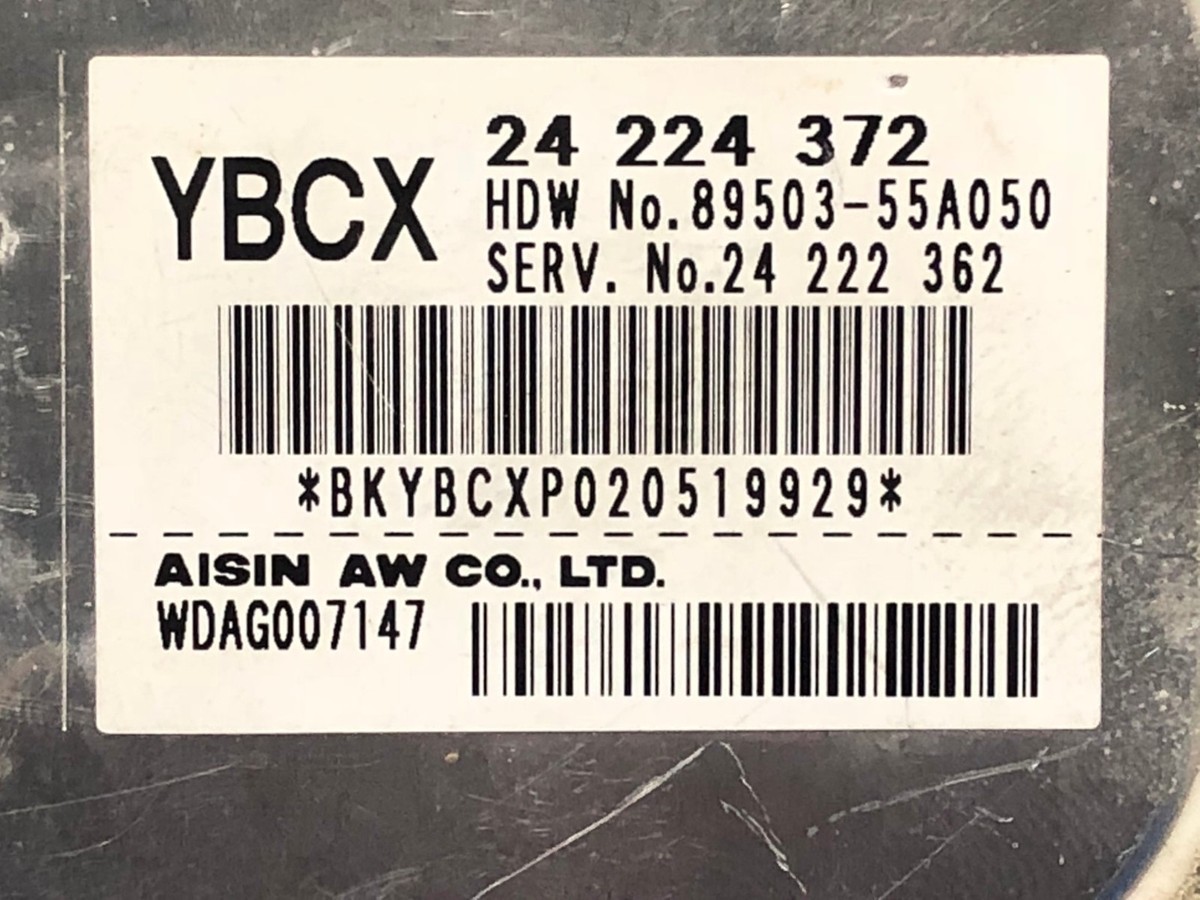 YBCX
24 224 372
HDW No.89503-55A050
SERV. No.24 222 362
*BKYBCXP020519929*
AISIN AW CO., LTD.
WDAG007147